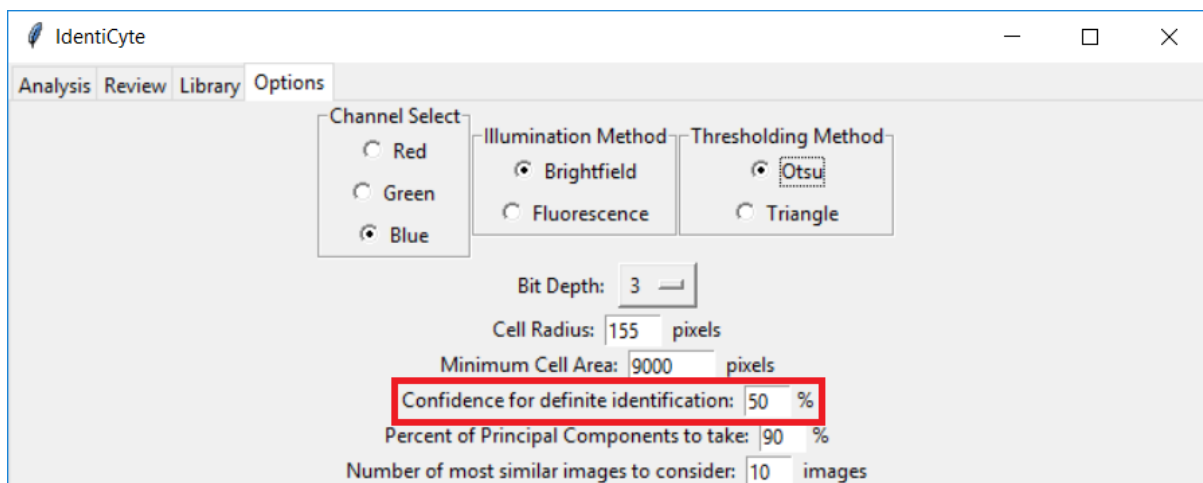 IdentiCyte
Analysis Review Library Options
Channel Select
Red
Green
Blue
Illumination Method
Brightfield
Fluorescence
Thresholding Method
Otsu
Triangle
Bit Depth: 3
Cell Radius: 155 pixels
Minimum Cell Area: 9000 pixels
Confidence for definite identification: 50 %
Percent of Principal Components to take: 90 %
Number of most similar images to consider: 10 images